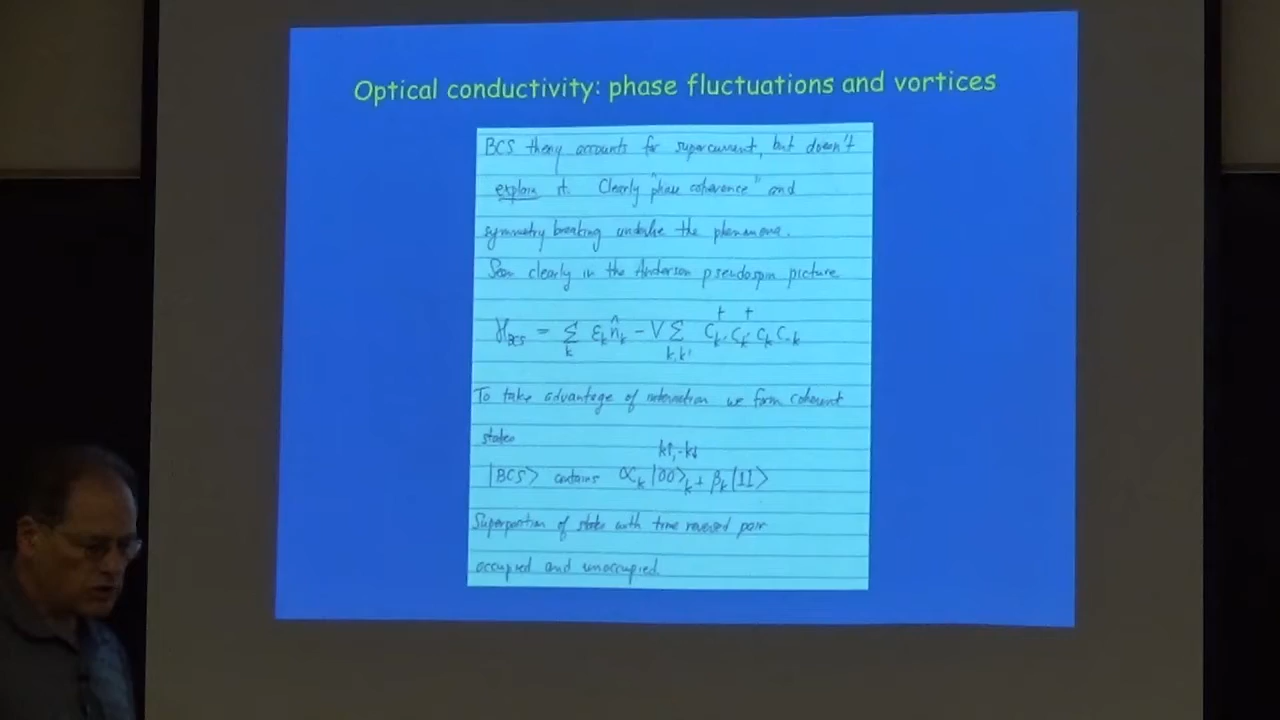 Optical conductivity: phase fluctuations and vortices
BCS theory accounts for supercurrent, but doesn't
explain it. Clearly "phase coherence" and
symmetry breaking underlie the phenomena.
Seen clearly in the Anderson pseudospin picture
ℋ_BCS = Σ_k ε_k n̂_k - V Σ_{k,k'} c†_{k'} c†_{k'} c_k c_{-k}
To take advantage of interaction we form coherent
states
k↑,-k↓
|BCS> contains α_k |00>_k + β_k |11>
Superposition of states with time reversed pair
occupied and unoccupied.